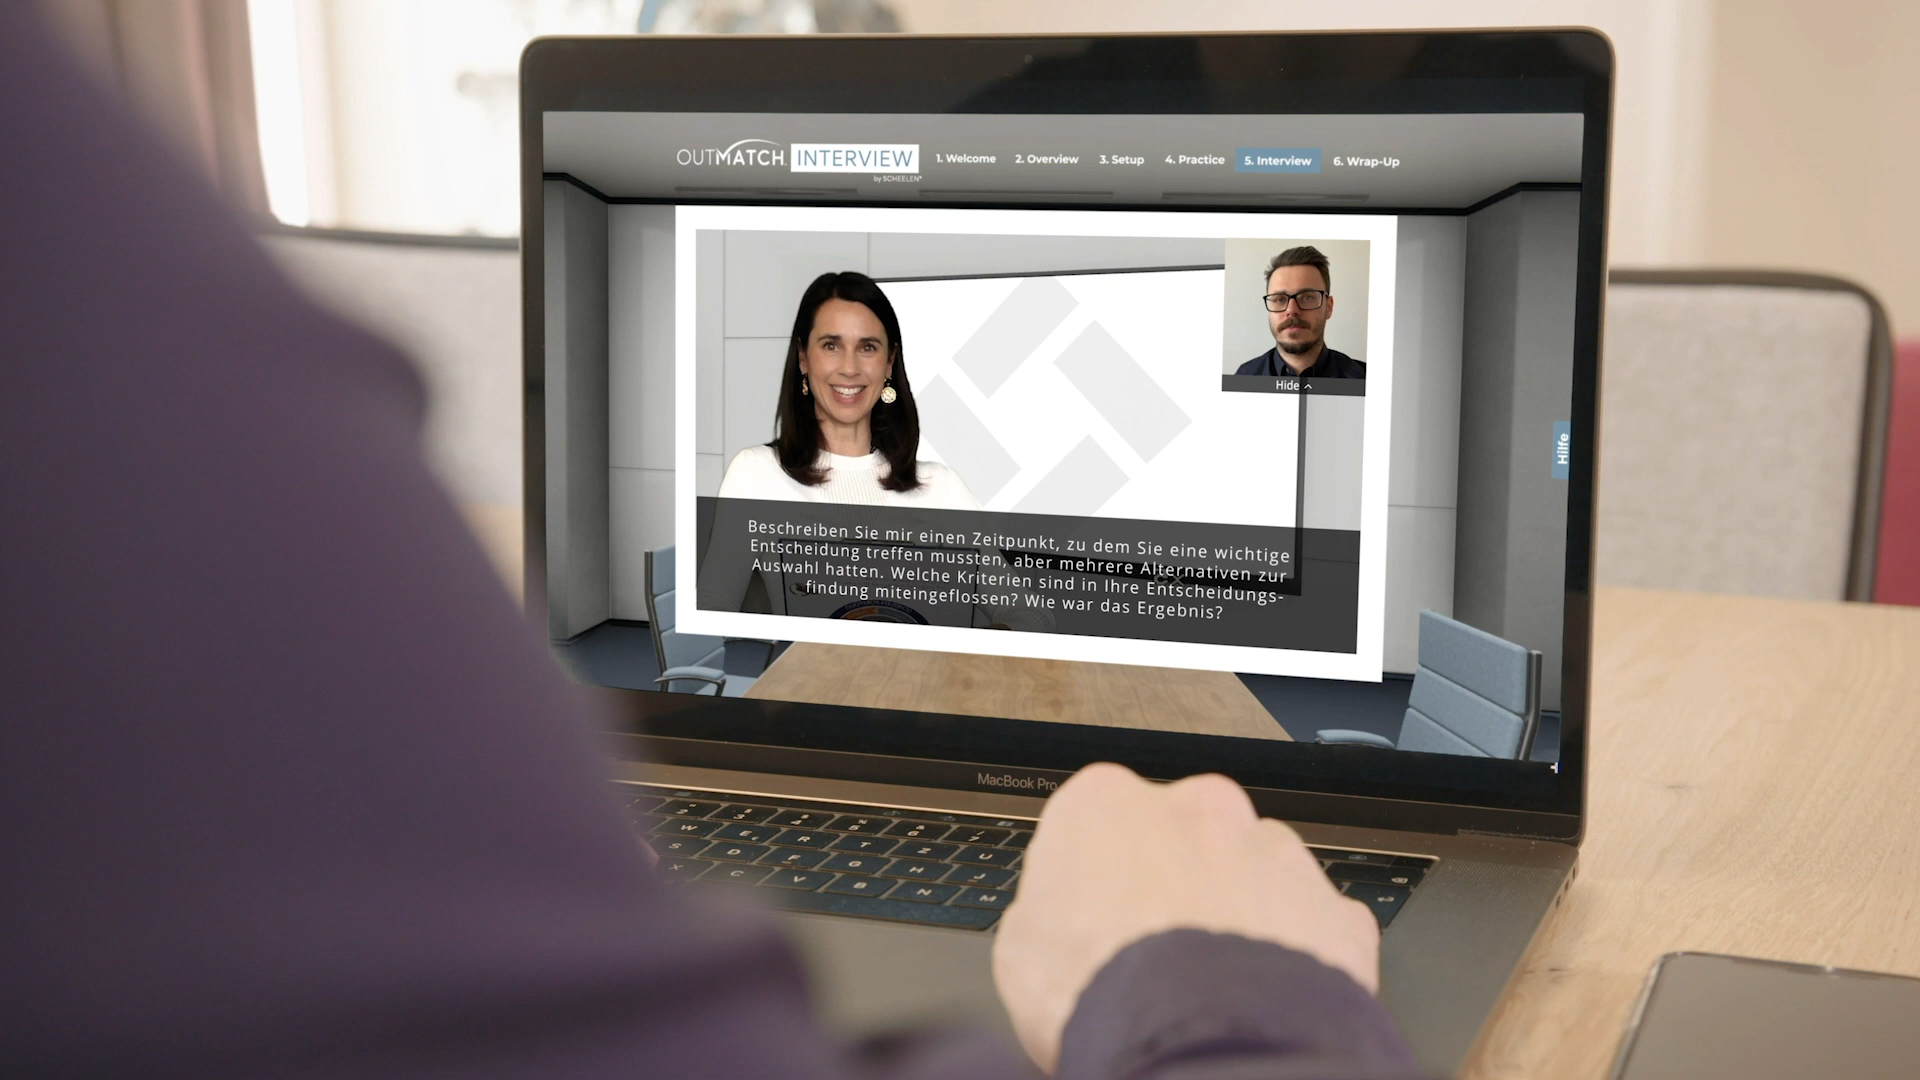 OUTMATCH INTERVIEW
by SCHEELEN®
1. Welcome 2. Overview 3. Setup 4. Practice 5. Interview 6. Wrap-Up
Hide
Hilfe
Beschreiben Sie mir einen Zeitpunkt, zu dem Sie eine wichtige
Entscheidung treffen mussten, aber mehrere Alternativen zur
Auswahl hatten. Welche Kriterien sind in Ihre Entscheidungs-
findung miteingeflossen? Wie war das Ergebnis?
MacBook Pro
W E R T Z U
S D F G H J
X C V B N M